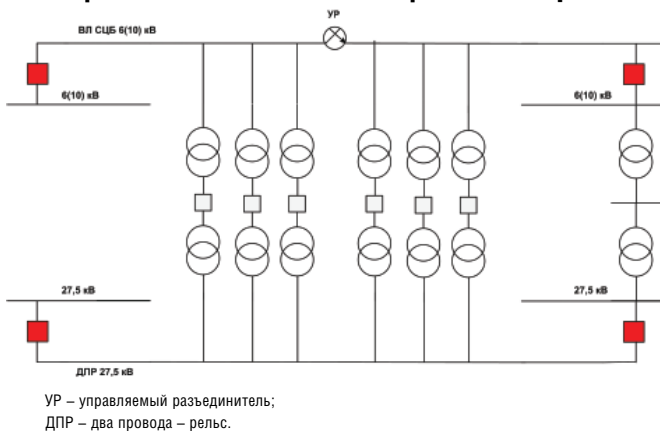 УР
ВЛ СЦБ 6(10) кВ
6(10) кВ
6(10) кВ
27,5 кВ
27,5 кВ
ДПР 27,5 кВ
УР – управляемый разъединитель;
ДПР – два провода – рельс.